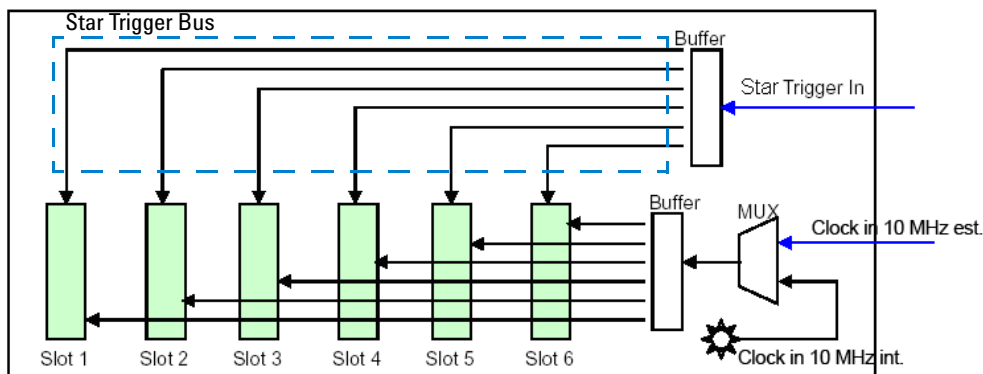 Star Trigger Bus
Buffer
Star Trigger In
Buffer
MUX
Clock in 10 MHz est.
Clock in 10 MHz int.
Slot 1
Slot 2
Slot 3
Slot 4
Slot 5
Slot 6